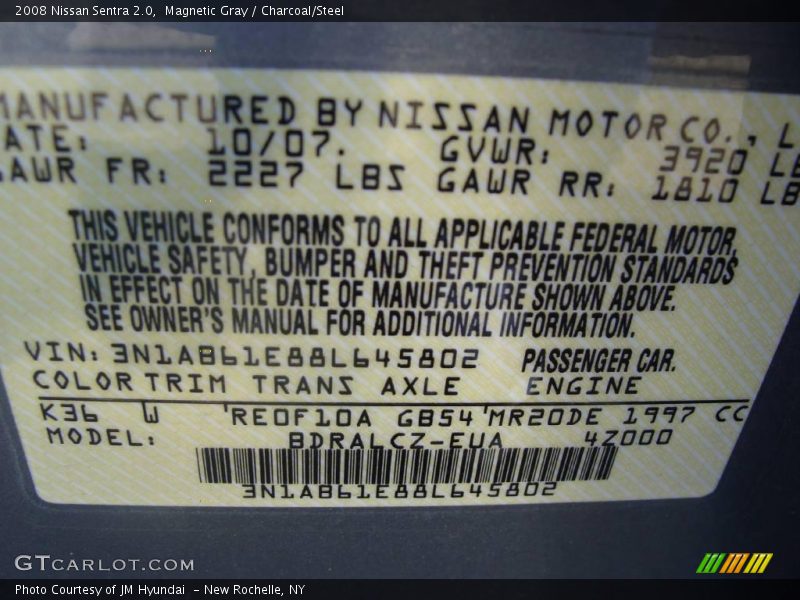 2008 Nissan Sentra 2.0, Magnetic Gray / Charcoal/Steel
MANUFACTURED BY NISSAN MOTOR CO., L
ATE: 10/07. GVWR: 3920 LB
GAWR FR: 2227 LBS GAWR RR: 1810 LB
THIS VEHICLE CONFORMS TO ALL APPLICABLE FEDERAL MOTOR
VEHICLE SAFETY, BUMPER AND THEFT PREVENTION STANDARDS
IN EFFECT ON THE DATE OF MANUFACTURE SHOWN ABOVE.
SEE OWNER'S MANUAL FOR ADDITIONAL INFORMATION.
VIN: 3N1AB61E88L645802 PASSENGER CAR.
COLOR TRIM TRANS AXLE ENGINE
K36 W 'RE0F10A GB54 'MR20DE 1997 CC
MODEL: BDRALCZ-EUA 4Z000
3N1AB61E88L645802
GTCARLOT.COM
Photo Courtesy of JM Hyundai - New Rochelle, NY